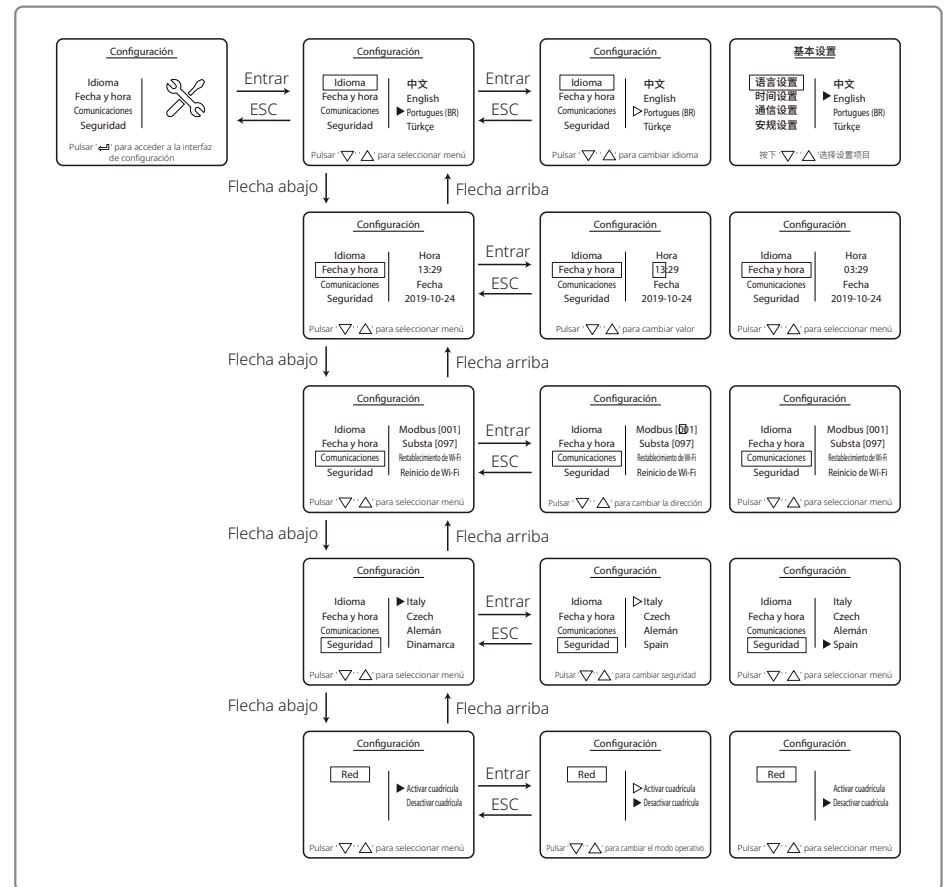 Configuración
Idioma
Fecha y hora
Comunicaciones
Seguridad
Pulsar '↵' para acceder a la interfaz
de configuración
Entrar
ESC
Configuración
Idioma
Fecha y hora
Comunicaciones
Seguridad
中文
English
▶ Portugues (BR)
Türkçe
Pulsar '▽' '△' para seleccionar menú
Entrar
ESC
Configuración
Idioma
Fecha y hora
Comunicaciones
Seguridad
中文
English
▷ Portugues (BR)
Türkçe
Pulsar '▽' '△' para cambiar idioma
基本设置
语言设置
时间设置
通信设置
安规设置
中文
▶ English
Portugues (BR)
Türkçe
按下 '▽' '△' 选择设置项目
Flecha abajo
Flecha arriba
Configuración
Idioma
Fecha y hora
Comunicaciones
Seguridad
Hora
13:29
Fecha
2019-10-24
Pulsar '▽' '△' para seleccionar menú
Entrar
ESC
Configuración
Idioma
Fecha y hora
Comunicaciones
Seguridad
Hora
13:29
Fecha
2019-10-24
Pulsar '▽' '△' para cambiar valor
Configuración
Idioma
Fecha y hora
Comunicaciones
Seguridad
Hora
03:29
Fecha
2019-10-24
Pulsar '▽' '△' para seleccionar menú
Flecha abajo
Flecha arriba
Configuración
Idioma
Fecha y hora
Comunicaciones
Seguridad
Modbus [001]
Substa [097]
Restablecimiento de Wi-Fi
Reinicio de Wi-Fi
Pulsar '▽' '△' para seleccionar menú
Entrar
ESC
Configuración
Idioma
Fecha y hora
Comunicaciones
Seguridad
Modbus [001]
Substa [097]
Restablecimiento de Wi-Fi
Reinicio de Wi-Fi
Pulsar '▽' '△' para cambiar la dirección
Configuración
Idioma
Fecha y hora
Comunicaciones
Seguridad
Modbus [001]
Substa [097]
Restablecimiento de Wi-Fi
Reinicio de Wi-Fi
Pulsar '▽' '△' para seleccionar menú
Flecha abajo
Flecha arriba
Configuración
Idioma
Fecha y hora
Comunicaciones
Seguridad
▶ Italy
Czech
Alemán
Dinamarca
Pulsar '▽' '△' para seleccionar menú
Entrar
ESC
Configuración
Idioma
Fecha y hora
Comunicaciones
Seguridad
▷ Italy
Czech
Alemán
Spain
Pulsar '▽' '△' para cambiar seguridad
Configuración
Idioma
Fecha y hora
Comunicaciones
Seguridad
Italy
Czech
Alemán
▶ Spain
Pulsar '▽' '△' para seleccionar menú
Flecha abajo
Flecha arriba
Configuración
Red
▶ Activar cuadrícula
Desactivar cuadrícula
Pulsar '▽' '△' para seleccionar menú
Entrar
ESC
Configuración
Red
▷ Activar cuadrícula
▶ Desactivar cuadrícula
Pulsar '▽' '△' para cambiar el modo operativo
Configuración
Red
Activar cuadrícula
▶ Desactivar cuadrícula
Pulsar '▽' '△' para seleccionar menú